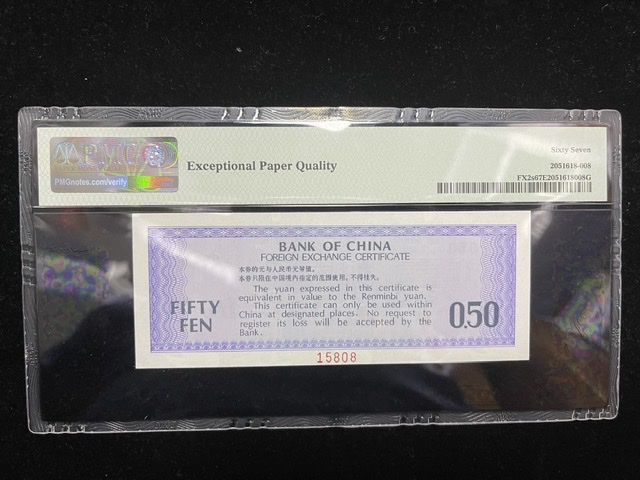 PMG
PMGnotes.com/verify
Exceptional Paper Quality
Sixty Seven
2051618-008
FX2s67E2051618008G
BANK OF CHINA
FOREIGN EXCHANGE CERTIFICATE
本券的元与人民币元等值。
本券只限在中国境内指定的范围使用，不得挂失。
The yuan expressed in this certificate is
equivalent in value to the Renminbi yuan.
This certificate can only be used within
China at designated places. No request to
register its loss will be accepted by the
Bank.
FIFTY
FEN
0.50
15808